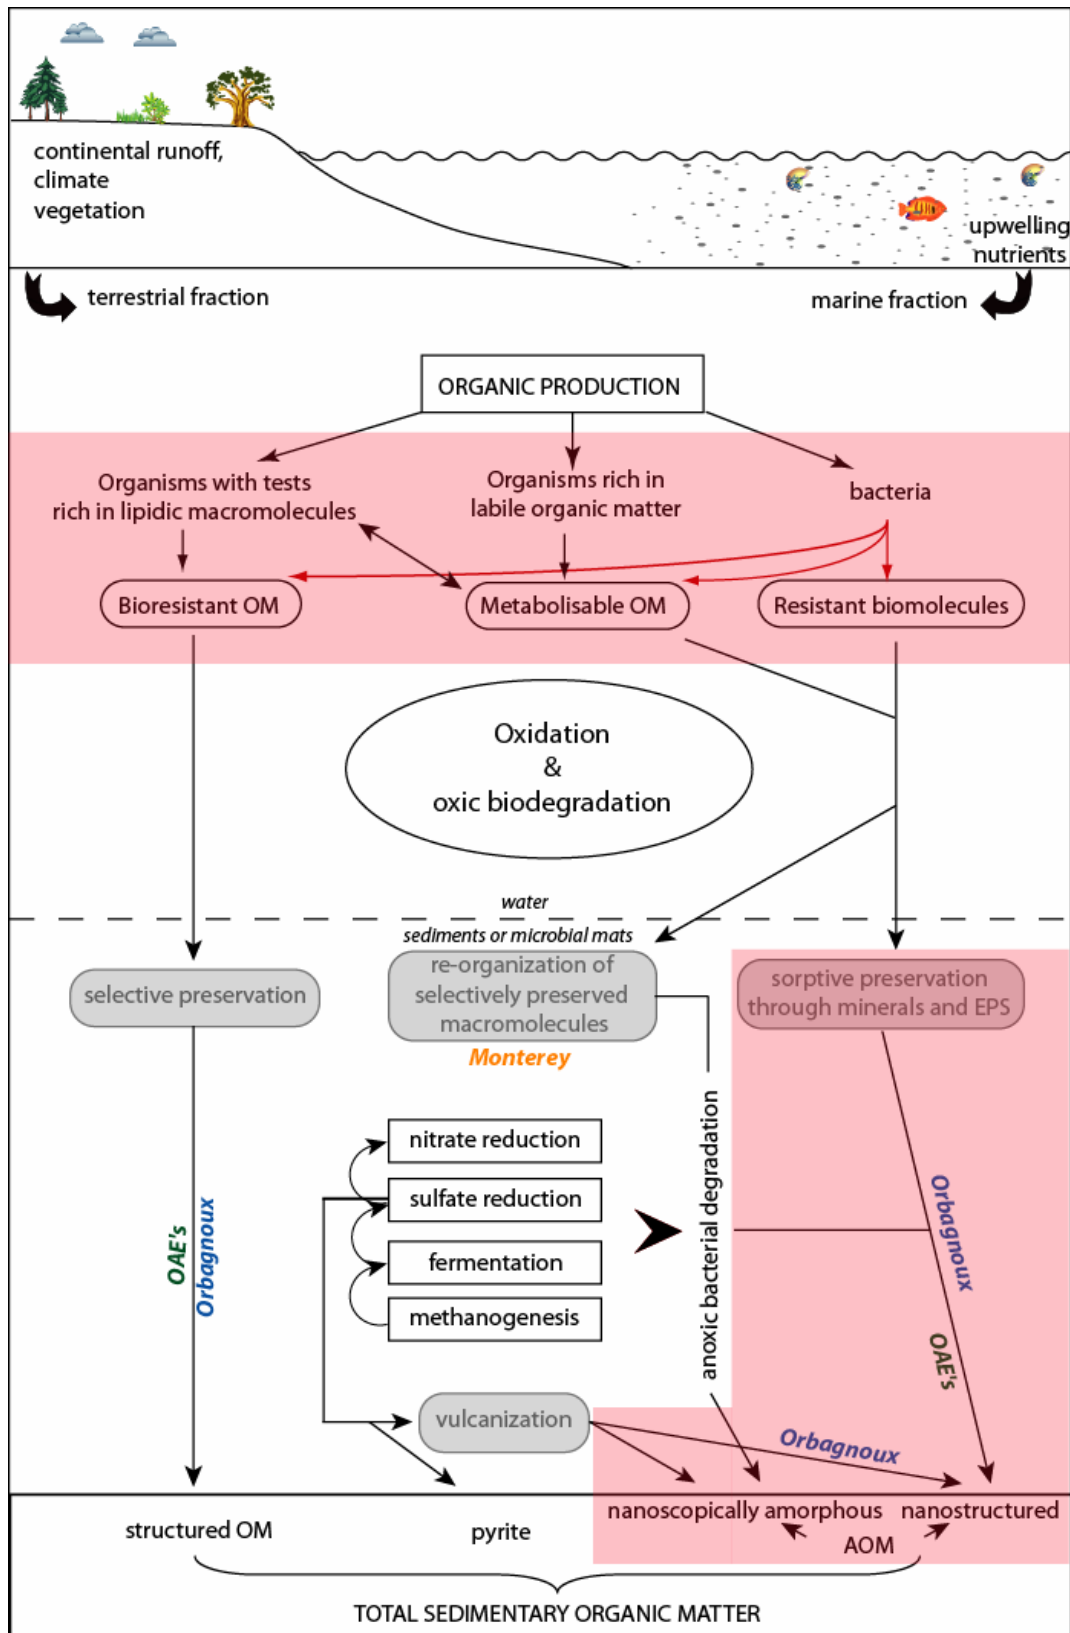 continental runoff,
climate
vegetation
upwelling
nutrients
terrestrial fraction
marine fraction
ORGANIC PRODUCTION
Organisms with tests
rich in lipidic macromolecules
Organisms rich in
labile organic matter
bacteria
Bioresistant OM
Metabolisable OM
Resistant biomolecules
Oxidation
&
oxic biodegradation
water
sediments or microbial mats
selective preservation
re-organization of
selectively preserved
macromolecules
sorptive preservation
through minerals and EPS
Monterey
nitrate reduction
sulfate reduction
fermentation
methanogenesis
anoxic bacterial degradation
OAE's
Orbagnoux
Orbagnoux
OAE's
vulcanization
Orbagnoux
structured OM
pyrite
nanoscopically amorphous
nanostructured
AOM
TOTAL SEDIMENTARY ORGANIC MATTER